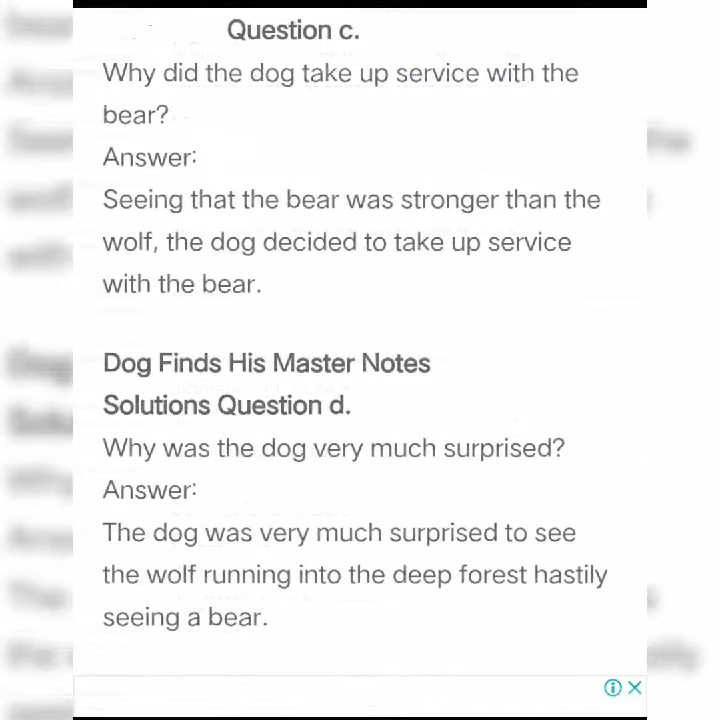 Question c.
Why did the dog take up service with the
bear?
Answer:
Seeing that the bear was stronger than the
wolf, the dog decided to take up service
with the bear.
Dog Finds His Master Notes
Solutions Question d.
Why was the dog very much surprised?
Answer:
The dog was very much surprised to see
the wolf running into the deep forest hastily
seeing a bear.